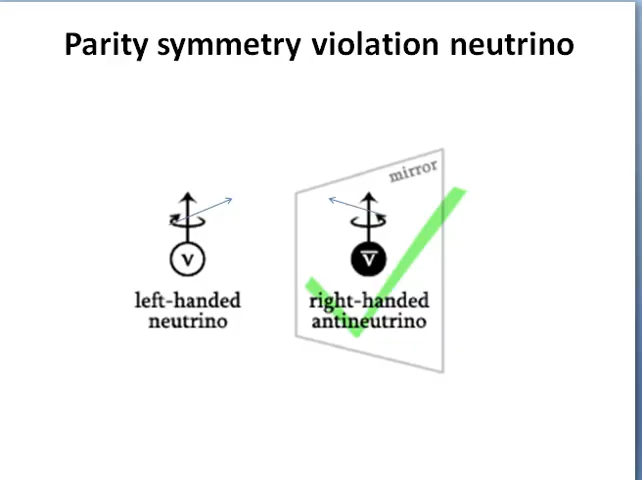 Parity symmetry violation neutrino
mirror
ν
ν̅
left-handed
neutrino
right-handed
antineutrino